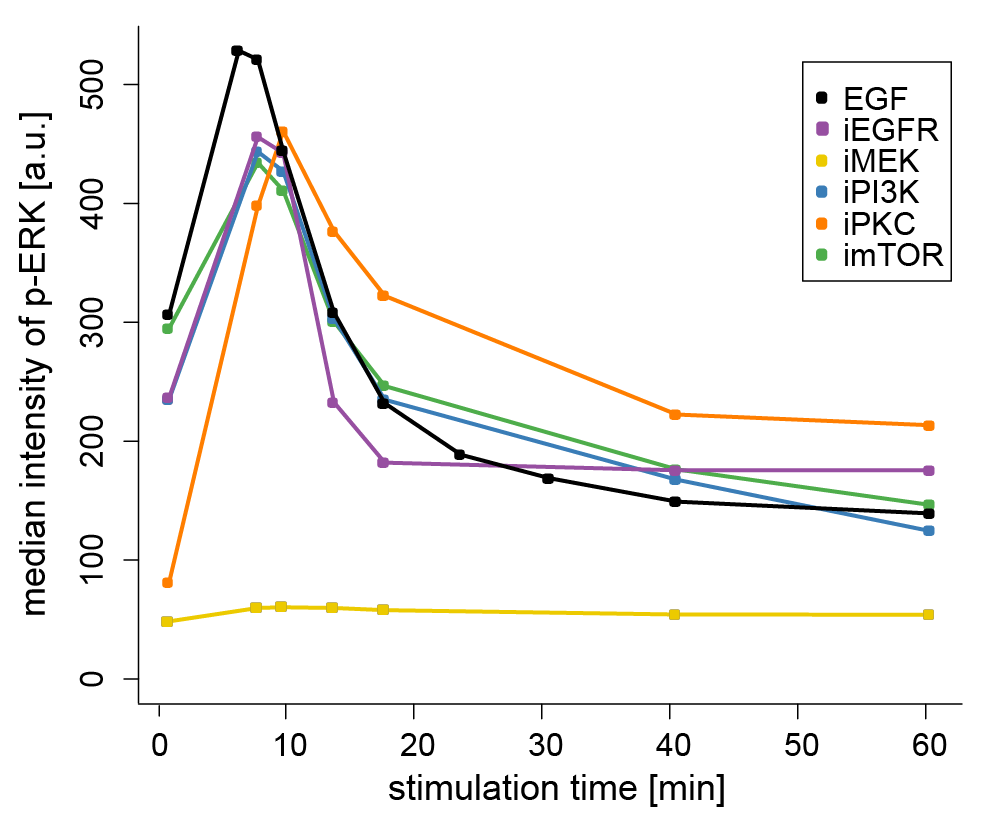 median intensity of p-ERK [a.u.]
500
400
300
200
100
0
EGF
iEGFR
iMEK
iPI3K
iPKC
imTOR
0 10 20 30 40 50 60
stimulation time [min]